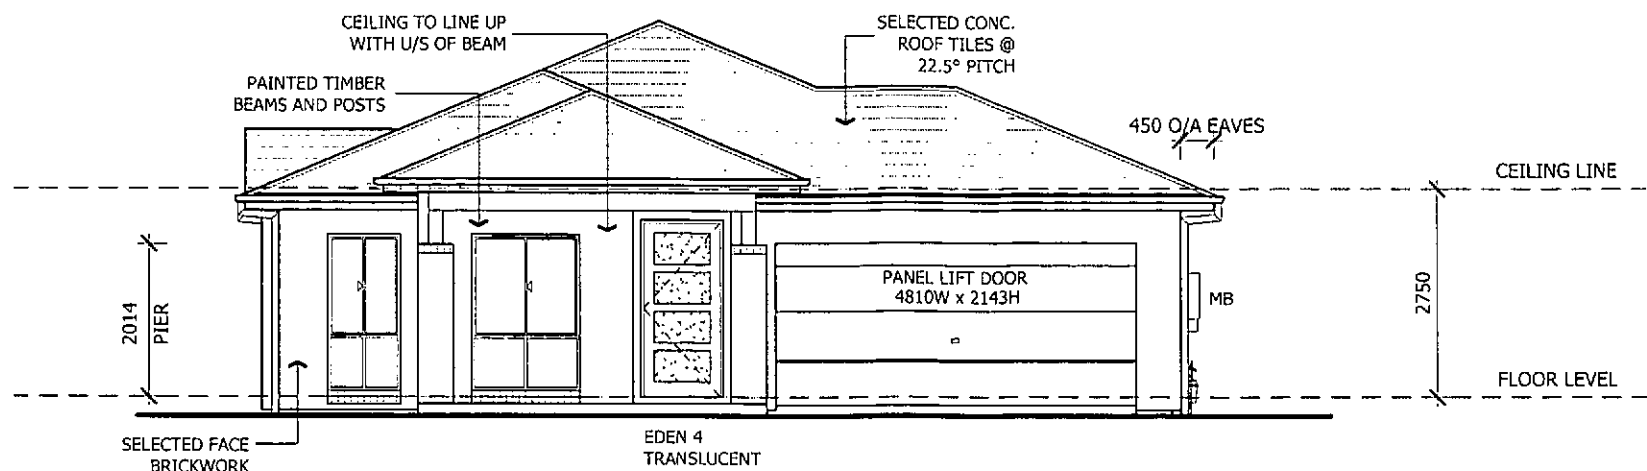 CEILING TO LINE UP
WITH U/S OF BEAM
SELECTED CONC.
ROOF TILES @
22.5° PITCH
PAINTED TIMBER
BEAMS AND POSTS
450 O/A EAVES
CEILING LINE
2014
PIER
PANEL LIFT DOOR
4810W x 2143H
MB
2750
FLOOR LEVEL
SELECTED FACE
BRICKWORK
EDEN 4
TRANSLUCENT